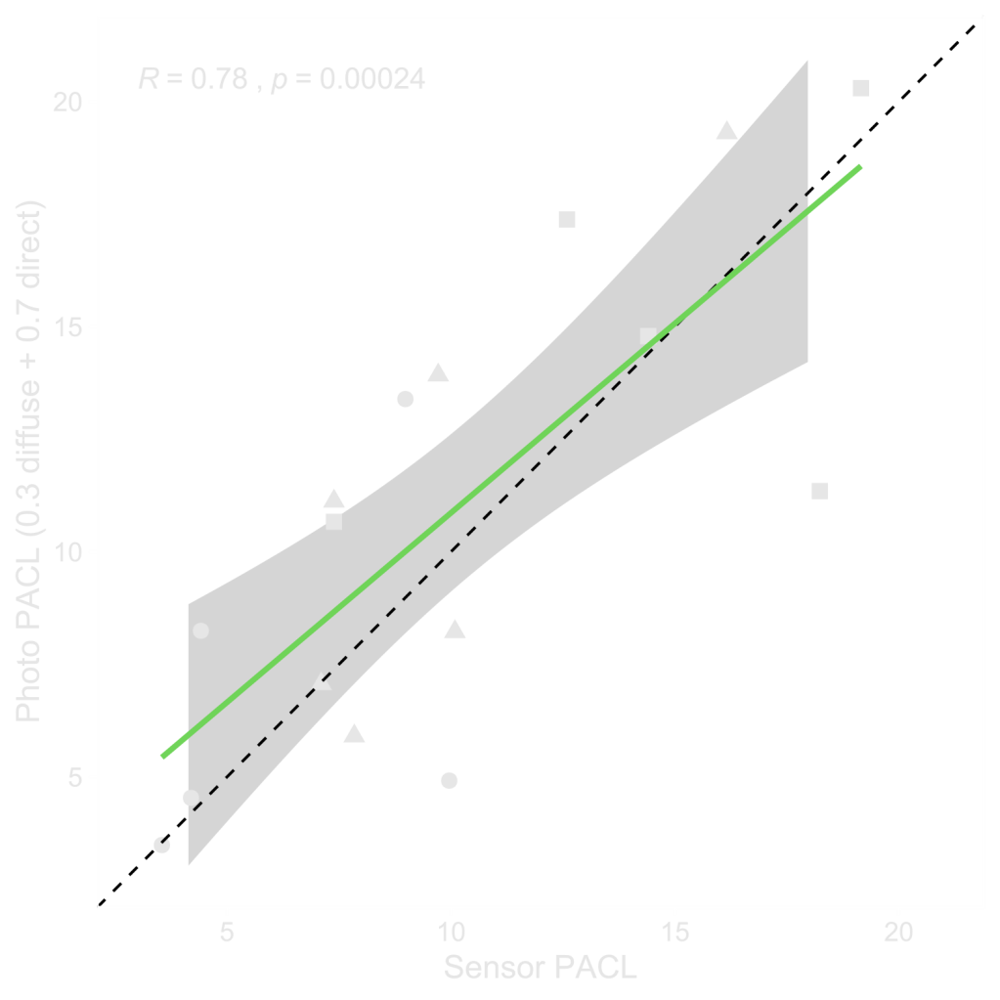 R = 0.78 , p = 0.00024
20
15
10
5
Photo PACL (0.3 diffuse + 0.7 direct)
5 10 15 20
Sensor PACL